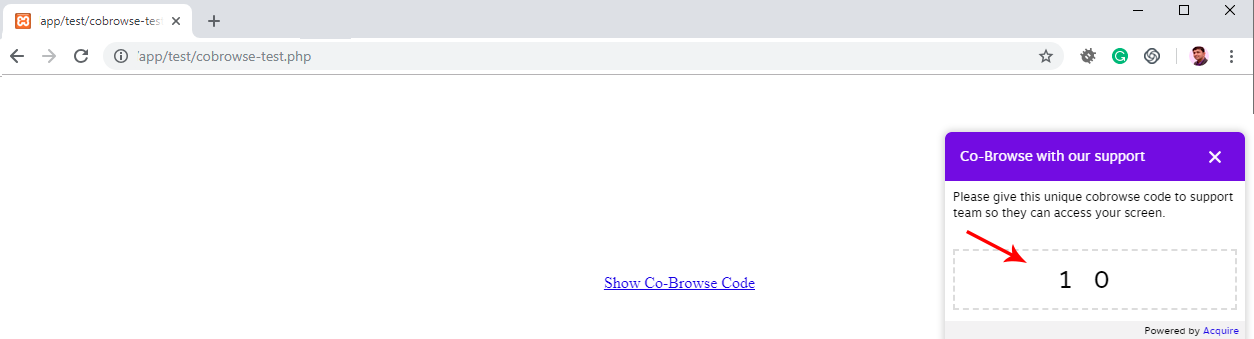 app/test/cobrowse-test
/app/test/cobrowse-test.php
Co-Browse with our support
Please give this unique cobrowse code to support
team so they can access your screen.
Show Co-Browse Code
1 0
Powered by Acquire